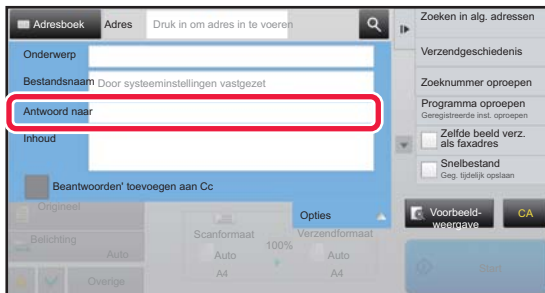 Adresboek
Adres
Druk in om adres in te voeren
Zoeken in alg. adressen
Onderwerp
Verzendgeschiedenis
Bestandsnaam
Door systeeminstellingen vastgezet
Zoeknummer oproepen
Antwoord naar
Programma oproepen
Geregistreerde inst. oproepen
Inhoud
Zelfde beeld verz.
als faxadres
Snelbestand
Geg. tijdelijk opslaan
Beantwoorden' toevoegen aan Cc
Origineel
Opties
Voorbeeld-
weergave
CA
Belichting
Auto
Scanformaat
Auto
A4
100%
Verzendformaat
Auto
A4
Overige
Start